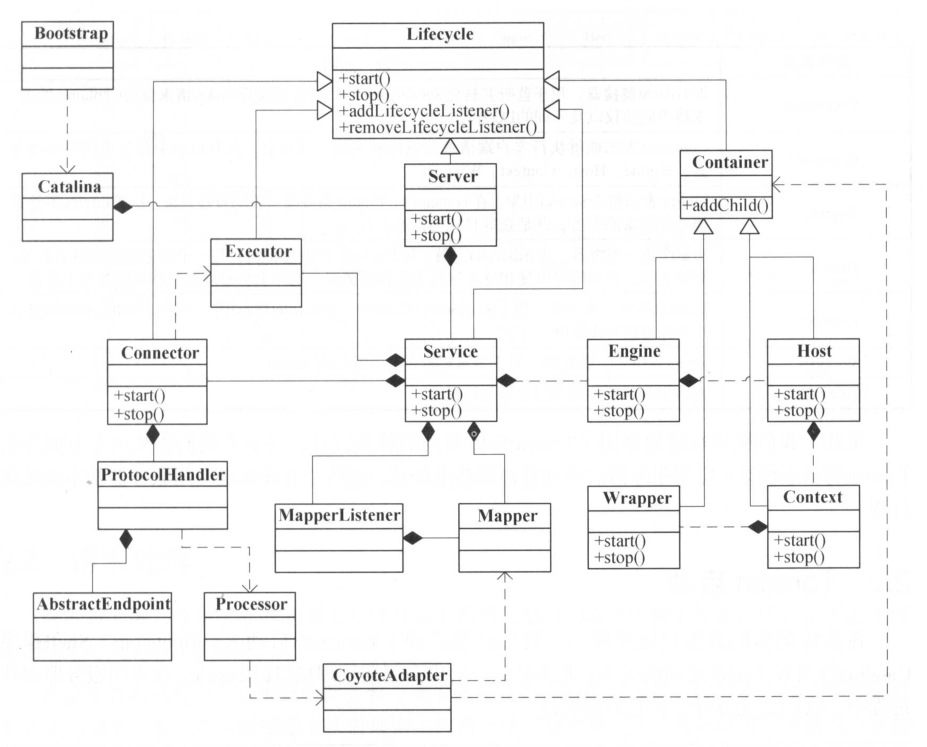 Bootstrap
Lifecycle
+start()
+stop()
+addLifecycleListener()
+removeLifecycleListener()
Container
+addChild()
Catalina
Server
+start()
+stop()
Executor
Connector
+start()
+stop()
Service
+start()
+stop()
Engine
+start()
+stop()
Host
+start()
+stop()
ProtocolHandler
MapperListener
Mapper
Wrapper
+start()
+stop()
Context
+start()
+stop()
AbstractEndpoint
Processor
CoyoteAdapter